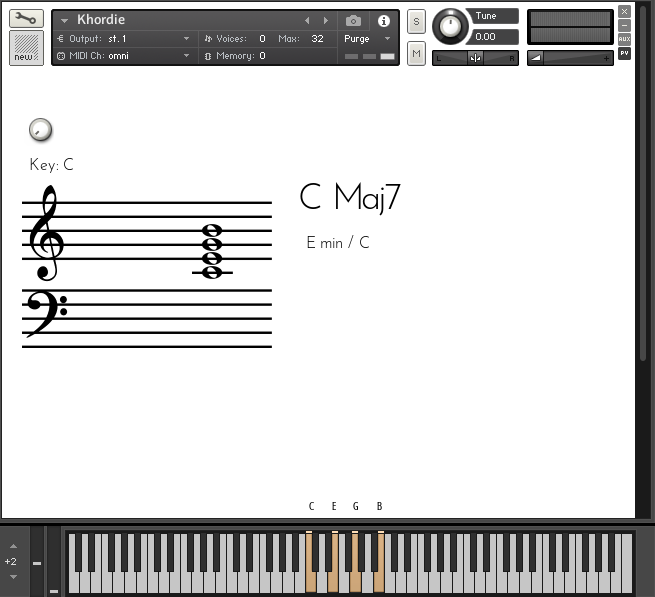 Khordie
Output: st.1 Voices: 0 Max: 32 Purge
MIDI Ch: omni Memory: 0
new
S
M
Tune
0.00
L R
- +
×
–
AUX
PV
Key: C
C Maj7
E min / C
C E G B
+2